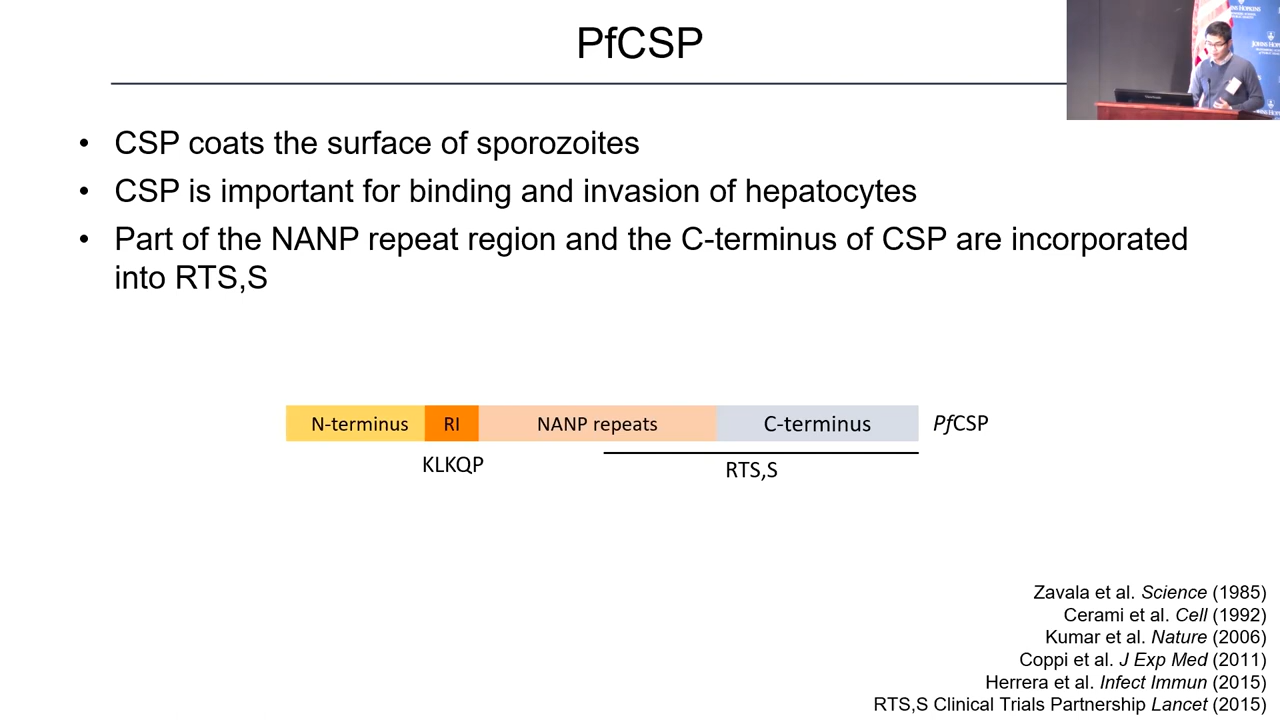 PfCSP
• CSP coats the surface of sporozoites
• CSP is important for binding and invasion of hepatocytes
• Part of the NANP repeat region and the C-terminus of CSP are incorporated
into RTS,S
N-terminus RI NANP repeats C-terminus PfCSP
KLKQP RTS,S
Zavala et al. Science (1985)
Cerami et al. Cell (1992)
Kumar et al. Nature (2006)
Coppi et al. J Exp Med (2011)
Herrera et al. Infect Immun (2015)
RTS,S Clinical Trials Partnership Lancet (2015)